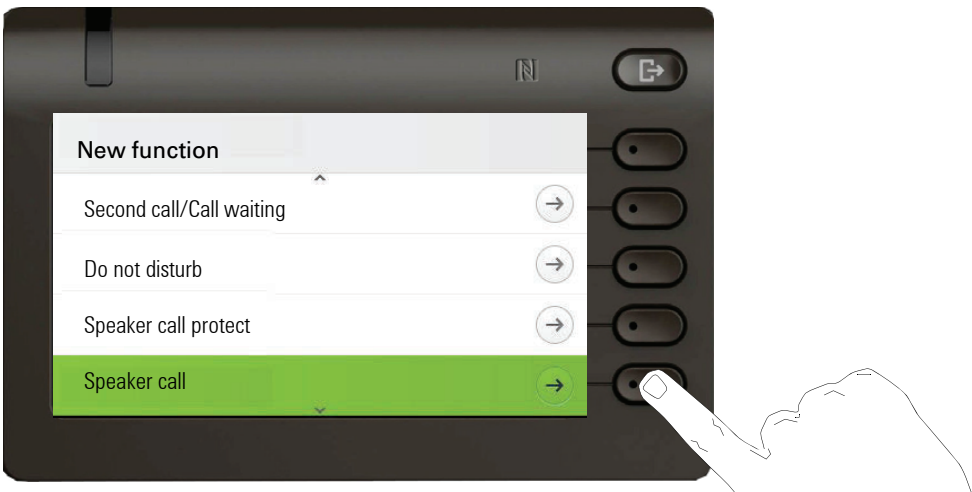 New function
Second call/Call waiting
Do not disturb
Speaker call protect
Speaker call